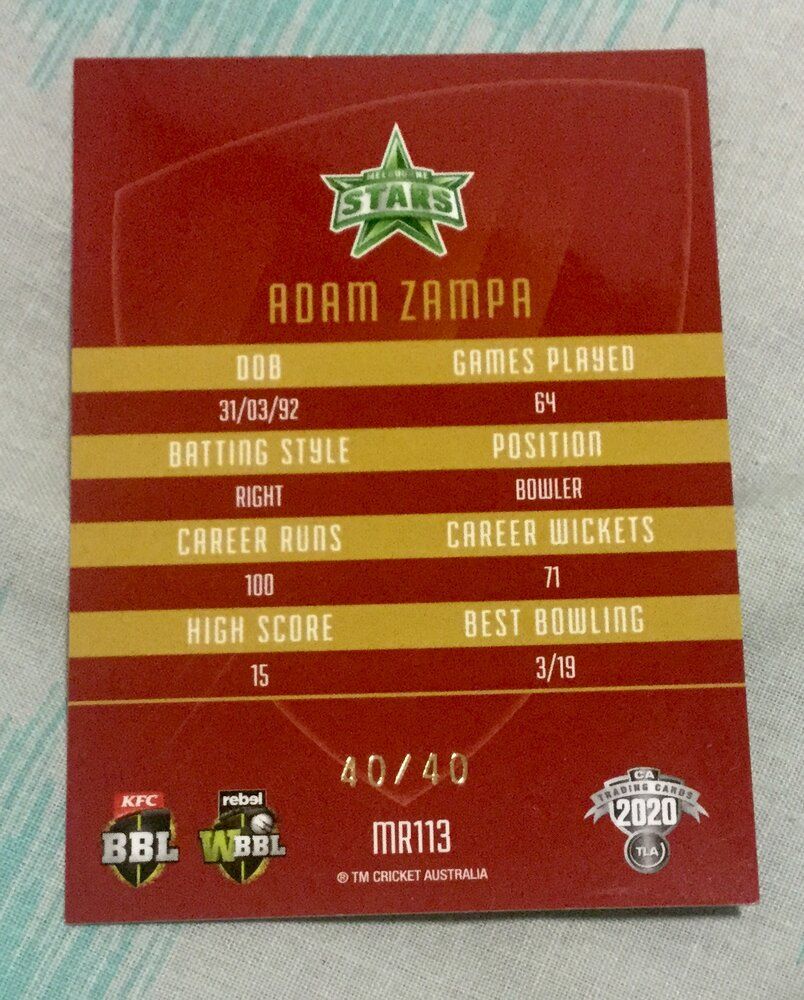 MELBOURNE
STARS
ADAM ZAMPA
DOB GAMES PLAYED
31/03/92 64
BATTING STYLE POSITION
RIGHT BOWLER
CAREER RUNS CAREER WICKETS
100 71
HIGH SCORE BEST BOWLING
15 3/19
40/40
KFC
BBL
rebel
WBBL
MR113
® TM CRICKET AUSTRALIA
CA
TRADING CARDS
2020
TLA